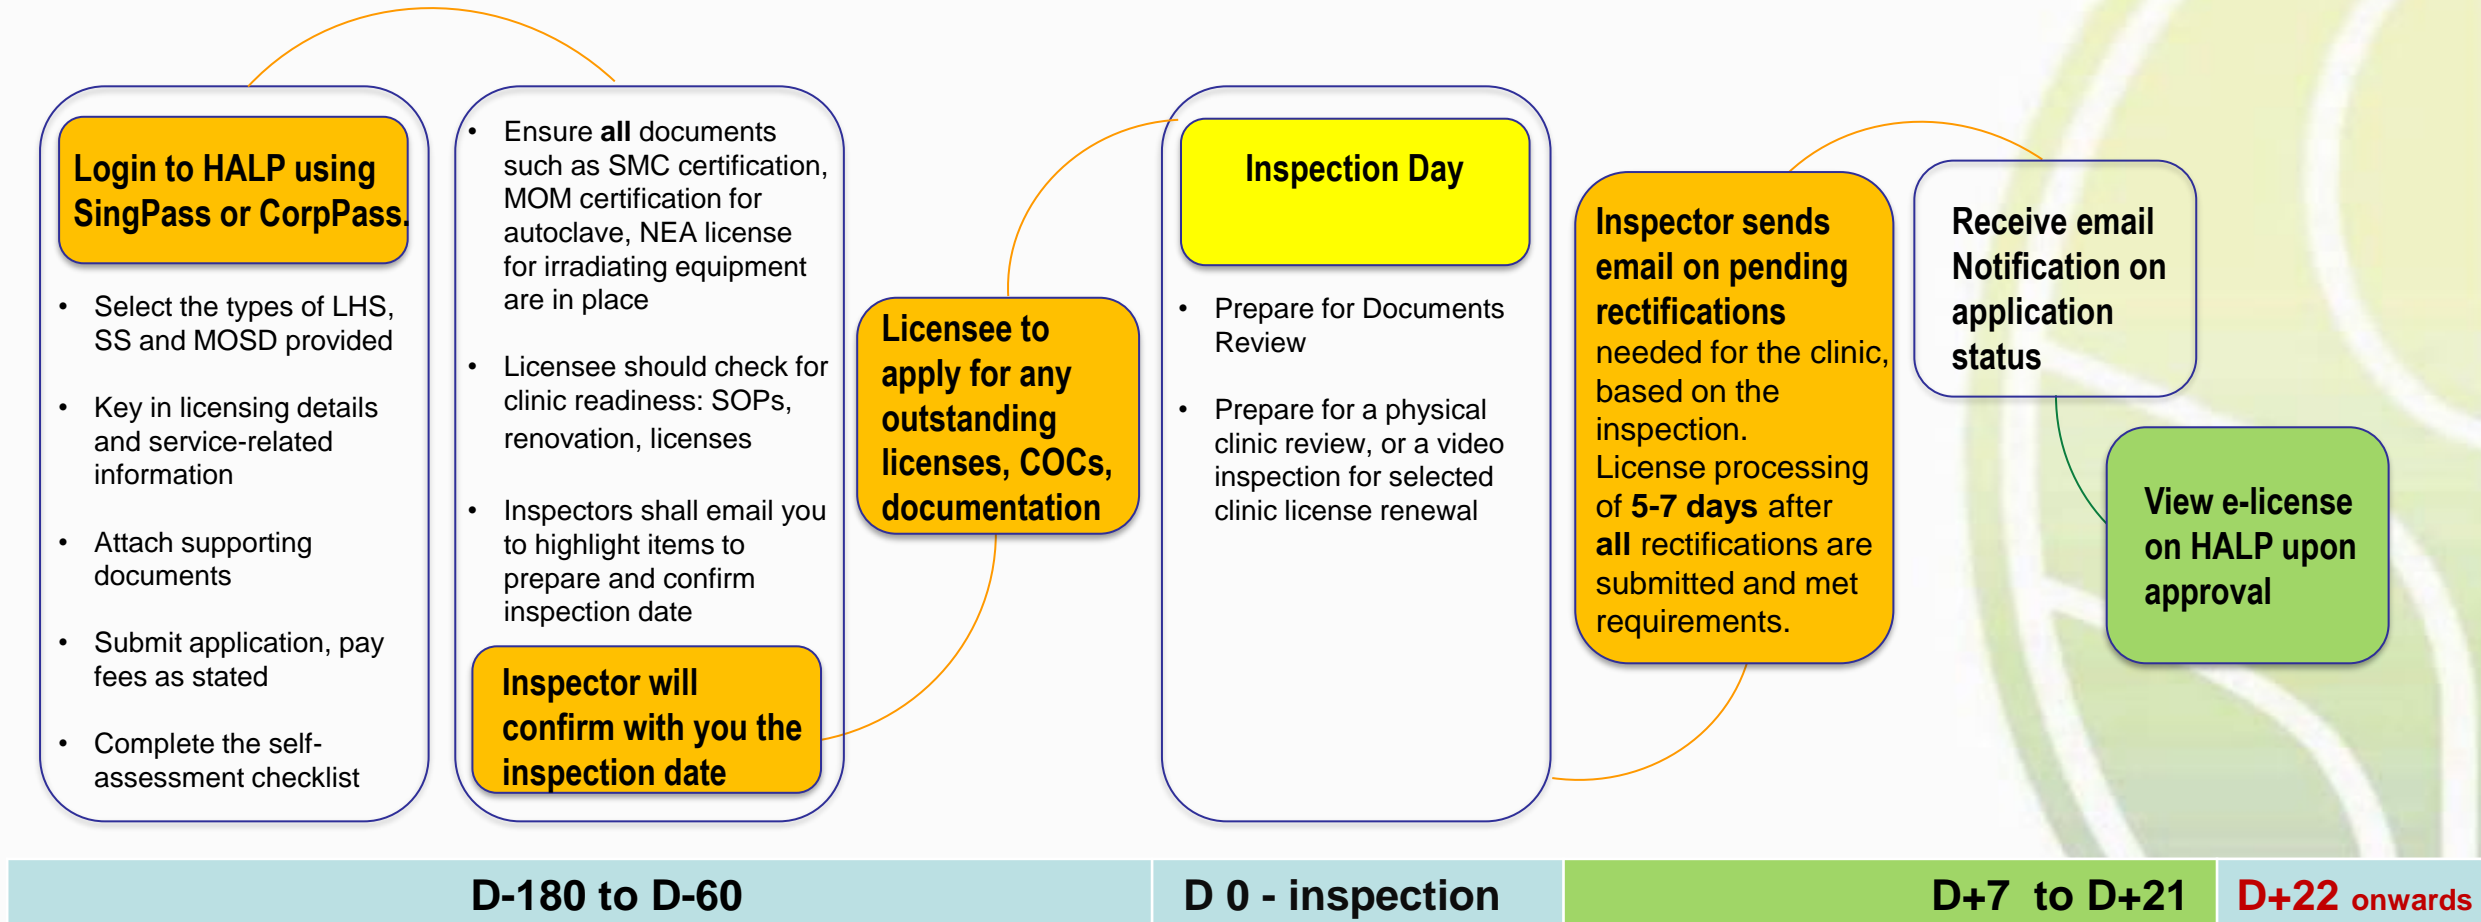 Login to HALP using
SingPass or CorpPass.
• Select the types of LHS,
SS and MOSD provided
• Key in licensing details
and service-related
information
• Attach supporting
documents
• Submit application, pay
fees as stated
• Complete the self-
assessment checklist
• Ensure all documents
such as SMC certification,
MOM certification for
autoclave, NEA license
for irradiating equipment
are in place
• Licensee should check for
clinic readiness: SOPs,
renovation, licenses
• Inspectors shall email you
to highlight items to
prepare and confirm
inspection date
Inspector will
confirm with you the
inspection date
Licensee to
apply for any
outstanding
licenses, COCs,
documentation
Inspection Day
• Prepare for Documents
Review
• Prepare for a physical
clinic review, or a video
inspection for selected
clinic license renewal
Inspector sends
email on pending
rectifications
needed for the clinic,
based on the
inspection.
License processing
of 5-7 days after
all rectifications are
submitted and met
requirements.
Receive email
Notification on
application
status
View e-license
on HALP upon
approval
D-180 to D-60
D 0 - inspection
D+7 to D+21
D+22 onwards